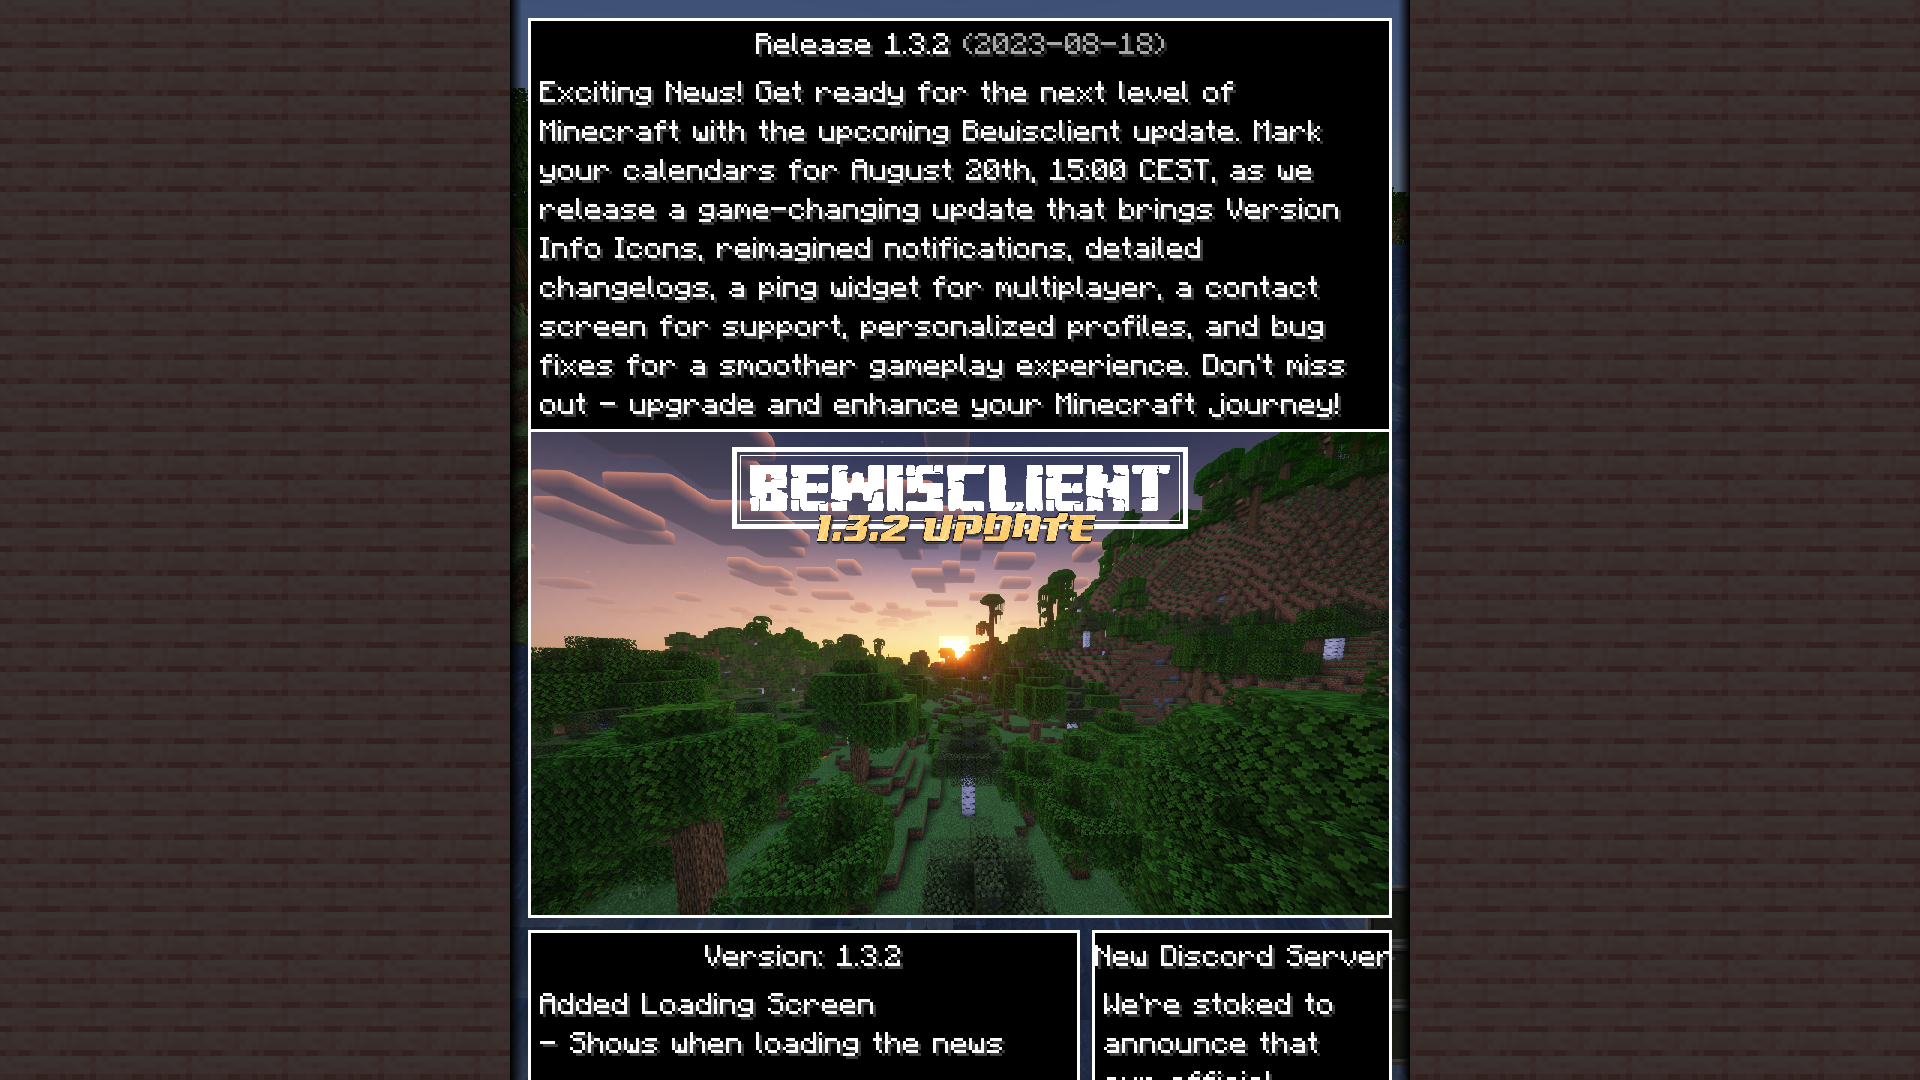 Release 1.3.2 (2023-08-18)
Exciting News! Get ready for the next level of
Minecraft with the upcoming Bewisclient update. Mark
your calendars for August 20th, 15:00 CEST, as we
release a game-changing update that brings Version
Info Icons, reimagined notifications, detailed
changelogs, a ping widget for multiplayer, a contact
screen for support, personalized profiles, and bug
fixes for a smoother gameplay experience. Don't miss
out - upgrade and enhance your Minecraft journey!
BEWISCLIENT
1.3.2 UPDATE
Version: 1.3.2
Added Loading Screen
- Shows when loading the news
New Discord Server
We're stoked to
announce that
our official